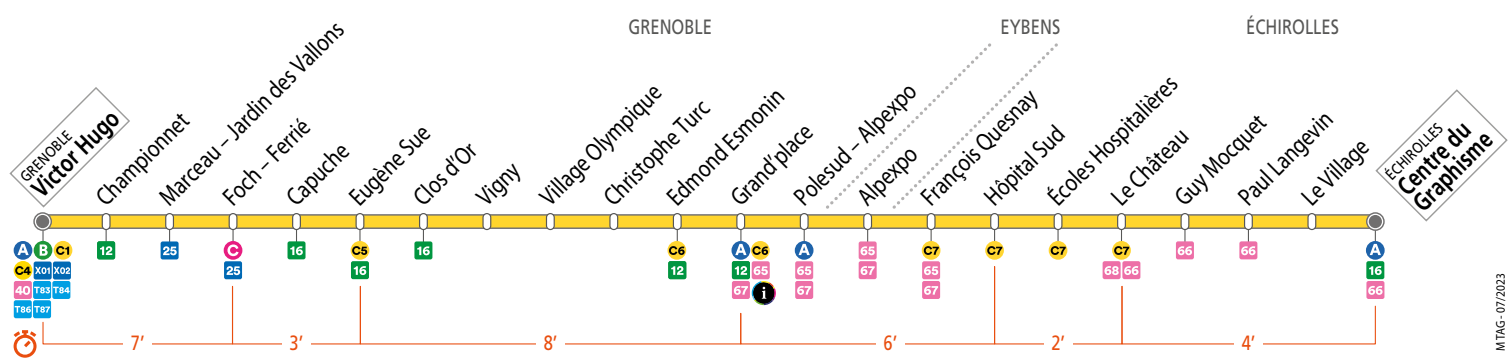 GRENOBLE
EYBENS
ÉCHIROLLES
GRENOBLE
Victor Hugo
Championnet
Marceau – Jardin des Vallons
Foch – Ferrié
Capuche
Eugène Sue
Clos d'Or
Vigny
Village Olympique
Christophe Turc
Edmond Esmonin
Grand'place
Polesud – Alpexpo
Alpexpo
François Quesnay
Hôpital Sud
Écoles Hospitalières
Le Château
Guy Mocquet
Paul Langevin
Le Village
ÉCHIROLLES
Centre du
Graphisme
A B C1
C4 X01 X02
40 T83 T84
T86 T87
12
25
C
25
16
C5
16
16
C6
12
A C6
12 65
67 i
A
65
67
65
67
C7
65
67
C7
C7
C7
68 66
66
66
A
16
66
7'
3'
8'
6'
2'
4'
M TAG - 07/2023